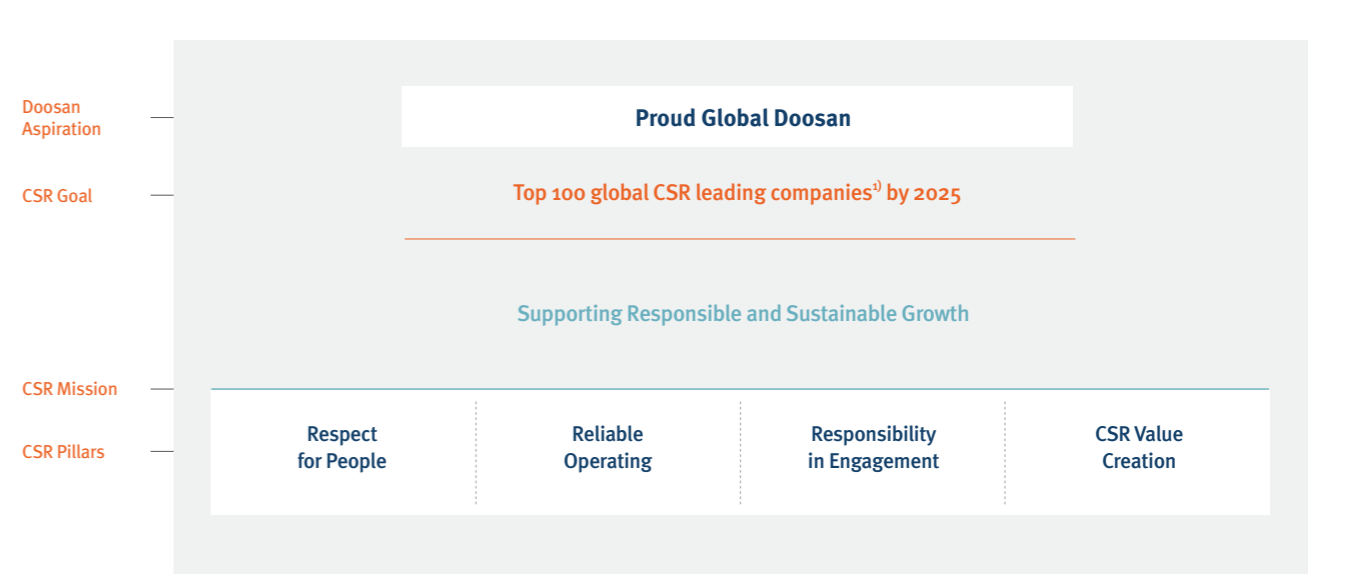 Doosan
Aspiration
Proud Global Doosan
CSR Goal
Top 100 global CSR leading companies¹⁾ by 2025
Supporting Responsible and Sustainable Growth
CSR Mission
CSR Pillars
Respect
for People
Reliable
Operating
Responsibility
in Engagement
CSR Value
Creation